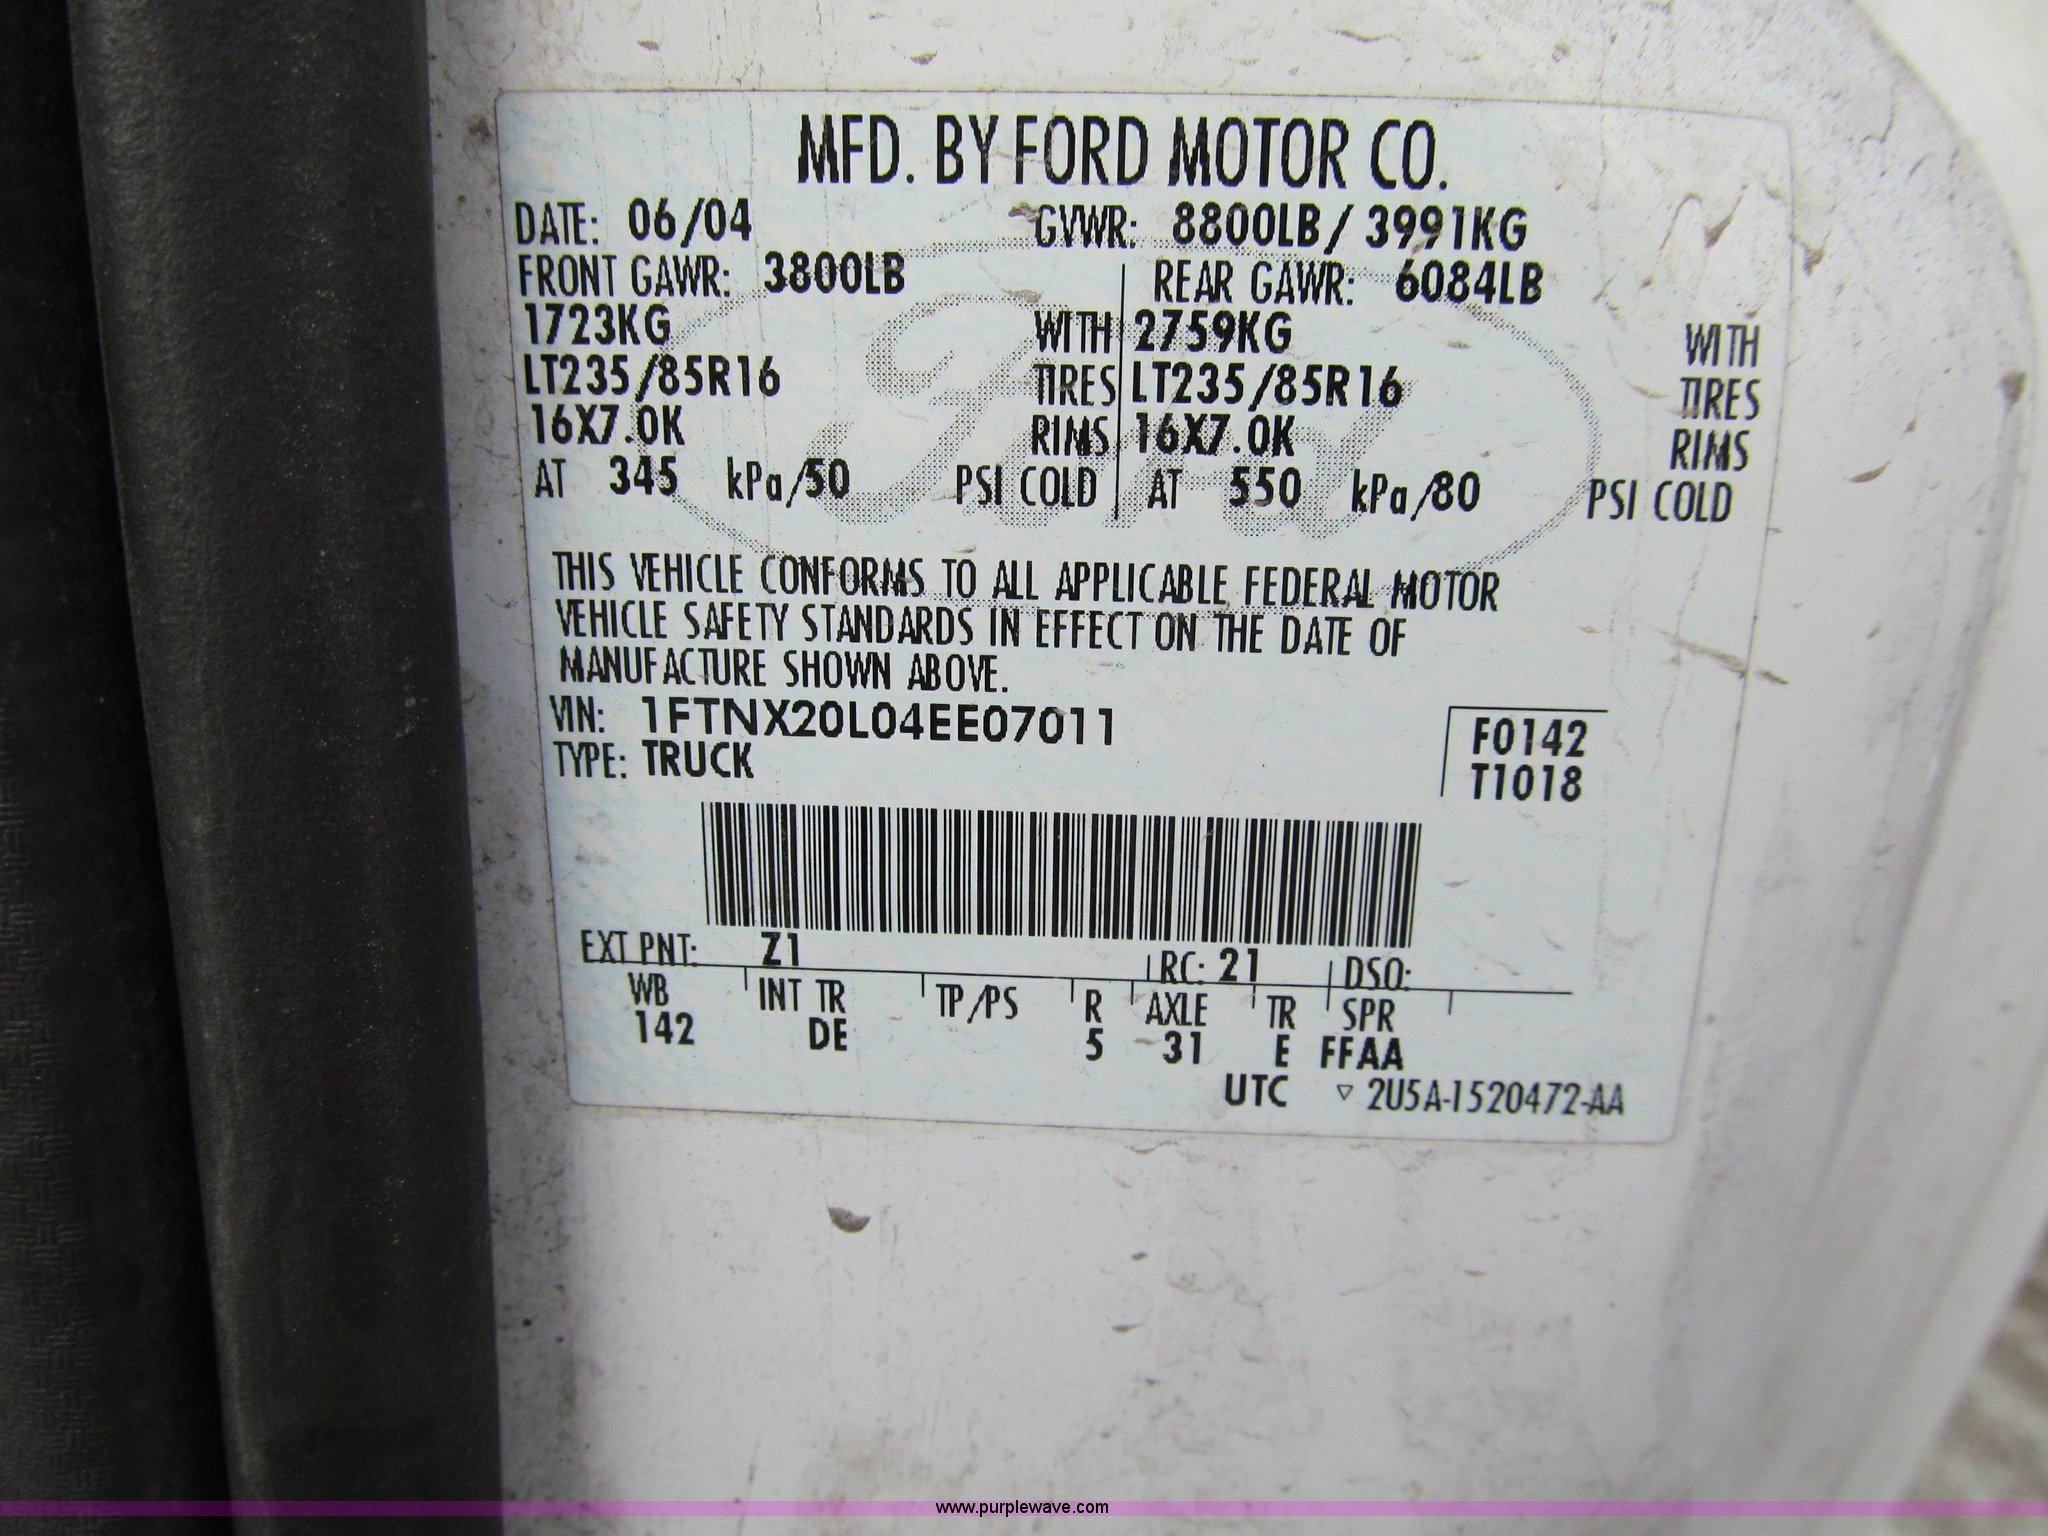 MFD. BY FORD MOTOR CO.
DATE: 06/04 GVWR: 8800LB/ 3991KG
FRONT GAWR: 3800LB REAR GAWR: 6084LB
1723KG WITH 2759KG WITH
LT235/85R16 TIRES LT235/85R16 TIRES
16X7.0K RIMS 16X7.0K RIMS
AT 345 kPa/50 PSI COLD AT 550 kPa/80 PSI COLD
Ford
THIS VEHICLE CONFORMS TO ALL APPLICABLE FEDERAL MOTOR
VEHICLE SAFETY STANDARDS IN EFFECT ON THE DATE OF
MANUFACTURE SHOWN ABOVE.
VIN: 1FTNX20L04EE07011 F0142
TYPE: TRUCK T1018
EXT PNT: Z1 RC: 21 DSO:
WB INT TR TP/PS R AXLE TR SPR
142 DE 5 31 E FFAA
UTC ▽ 2U5A-1520472-AA
www.purplewave.com